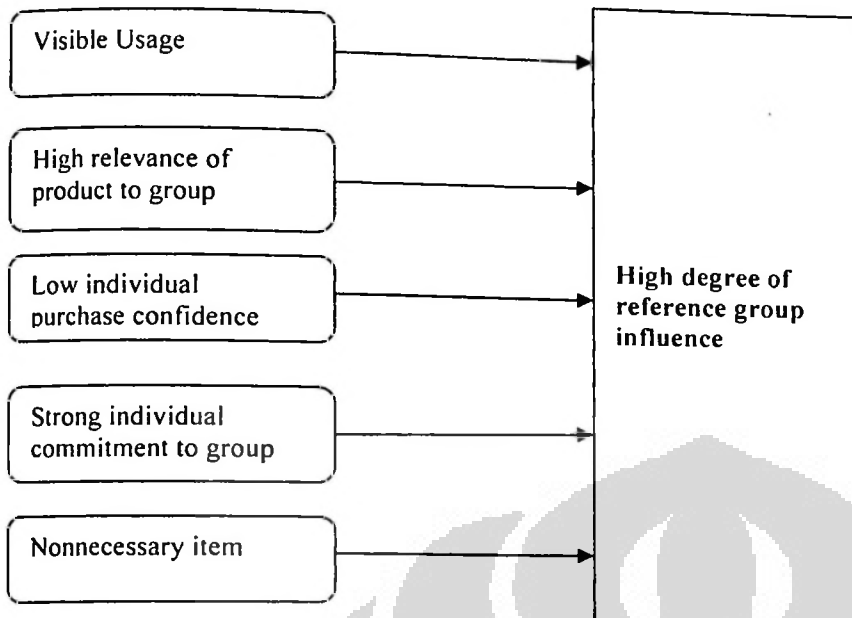 Visible Usage
High relevance of
product to group
Low individual
purchase confidence
Strong individual
commitment to group
Nonnecessary item
High degree of
reference group
influence